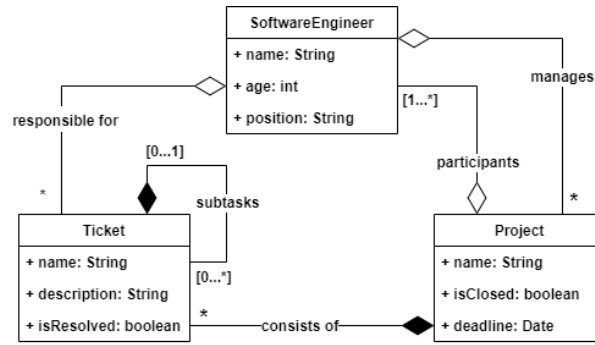 SoftwareEngineer
+ name: String
+ age: int
+ position: String
manages
[1...*]
responsible for
participants
[0...1]
subtasks
*
*
Ticket
+ name: String
+ description: String
+ isResolved: boolean
[0...*]
*
consists of
Project
+ name: String
+ isClosed: boolean
+ deadline: Date